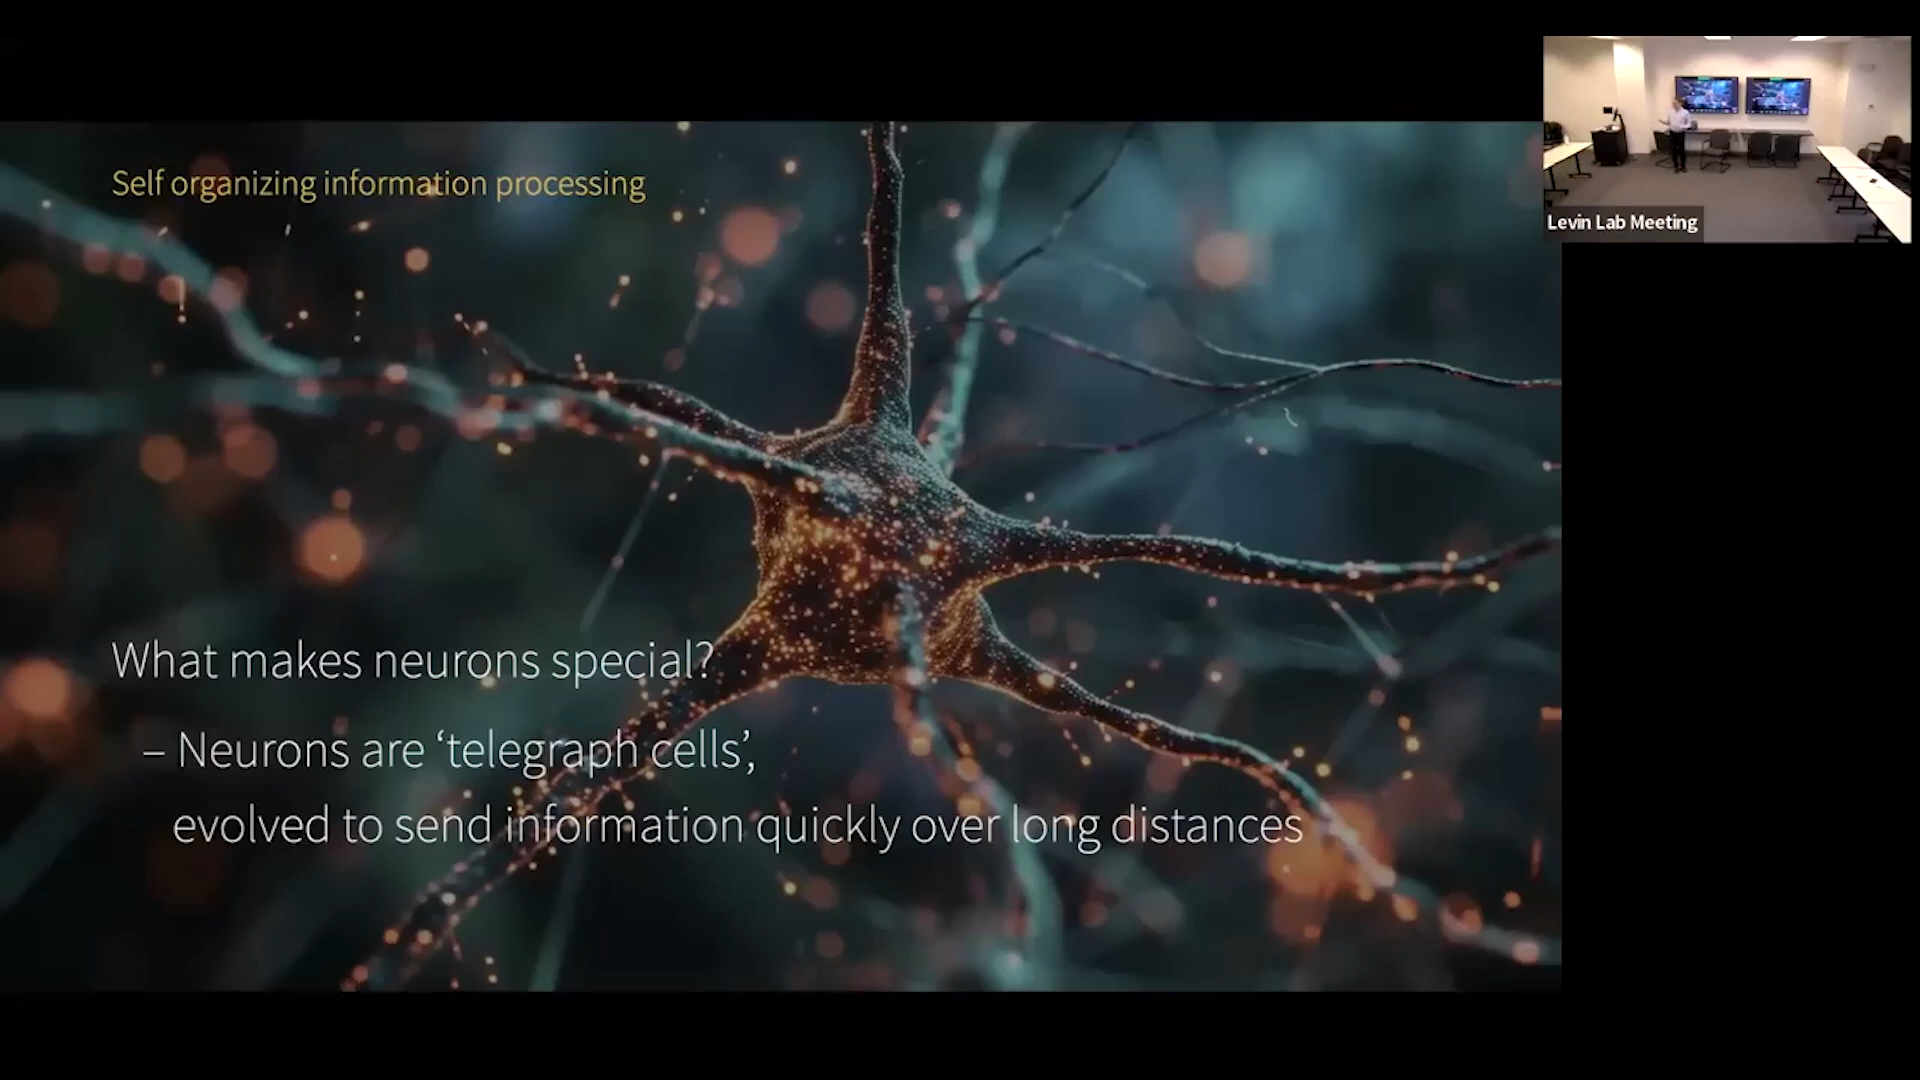 Self organizing information processing
Levin Lab Meeting
What makes neurons special?
– Neurons are ‘telegraph cells’,
evolved to send information quickly over long distances